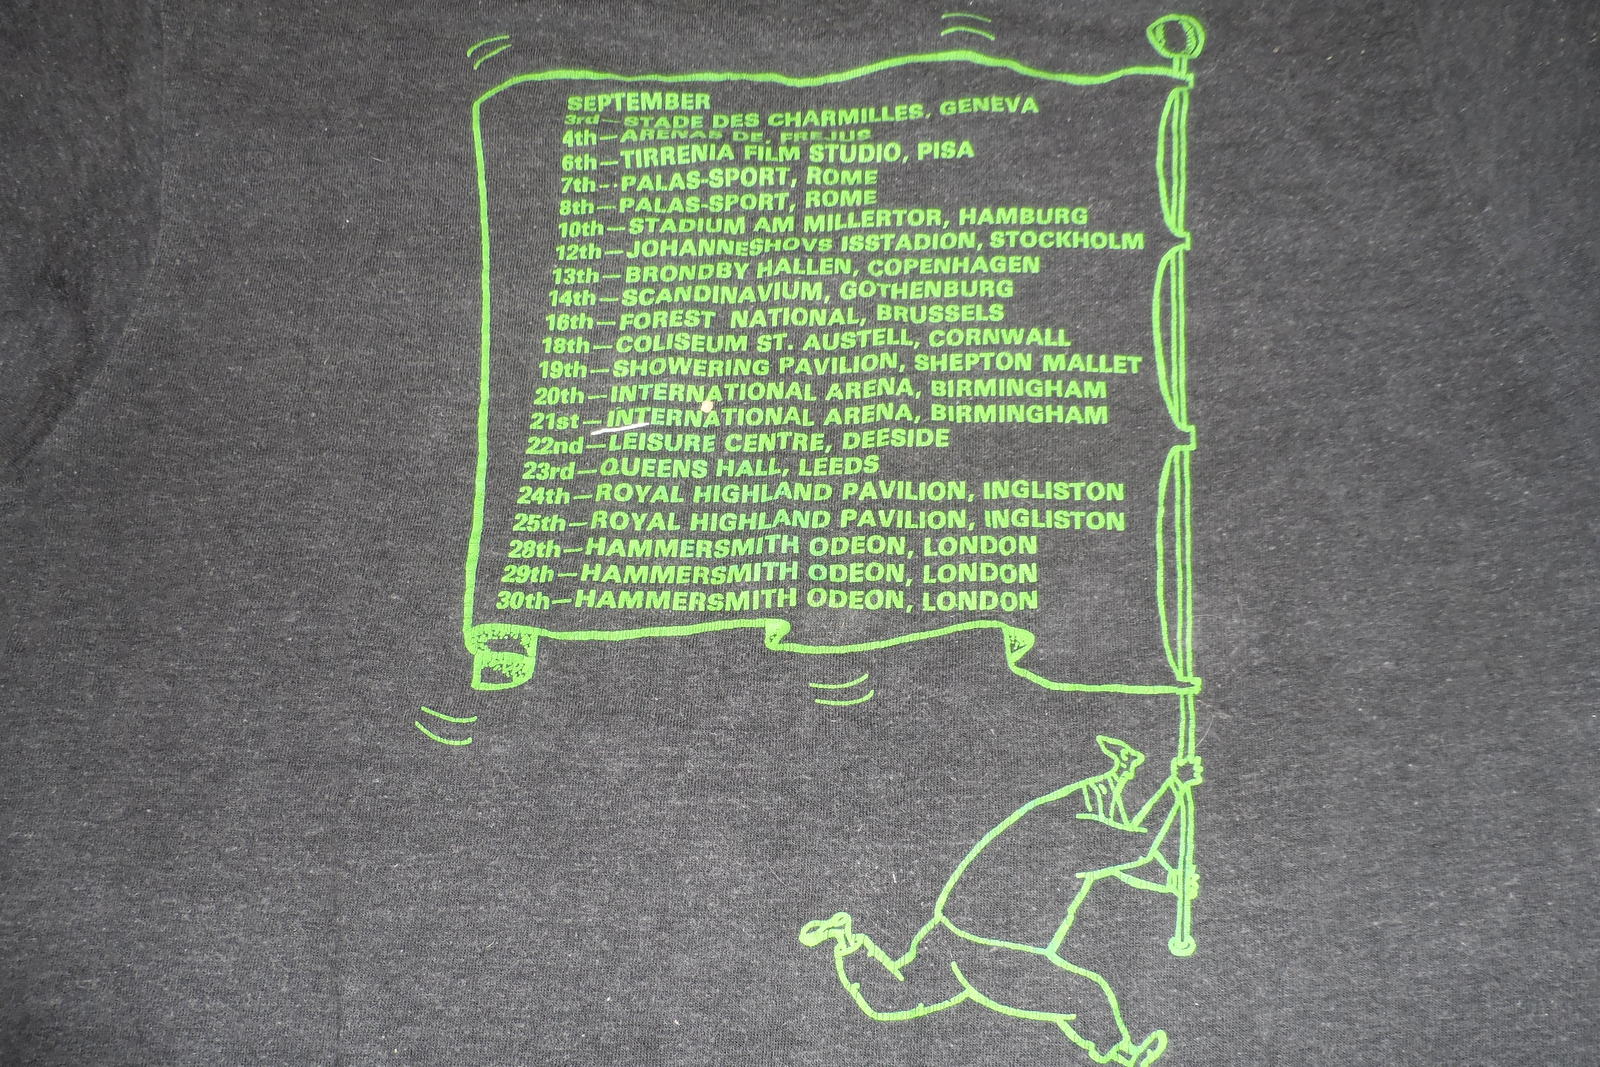 SEPTEMBER
3rd—STADE DES CHARMILLES, GENEVA
4th—ARENAS DE, FREJUS
6th—TIRRENIA FILM STUDIO, PISA
7th—PALAS-SPORT, ROME
8th—PALAS-SPORT, ROME
10th—STADIUM AM MILLERTOR, HAMBURG
12th—JOHANNESHOVS ISSTADION, STOCKHOLM
13th—BRONDBY HALLEN, COPENHAGEN
14th—SCANDINAVIUM, GOTHENBURG
16th—FOREST NATIONAL, BRUSSELS
18th—COLISEUM ST. AUSTELL, CORNWALL
19th—SHOWERING PAVILION, SHEPTON MALLET
20th—INTERNATIONAL ARENA, BIRMINGHAM
21st—INTERNATIONAL ARENA, BIRMINGHAM
22nd—LEISURE CENTRE, DEESIDE
23rd—QUEENS HALL, LEEDS
24th—ROYAL HIGHLAND PAVILION, INGLISTON
25th—ROYAL HIGHLAND PAVILION, INGLISTON
28th—HAMMERSMITH ODEON, LONDON
29th—HAMMERSMITH ODEON, LONDON
30th—HAMMERSMITH ODEON, LONDON